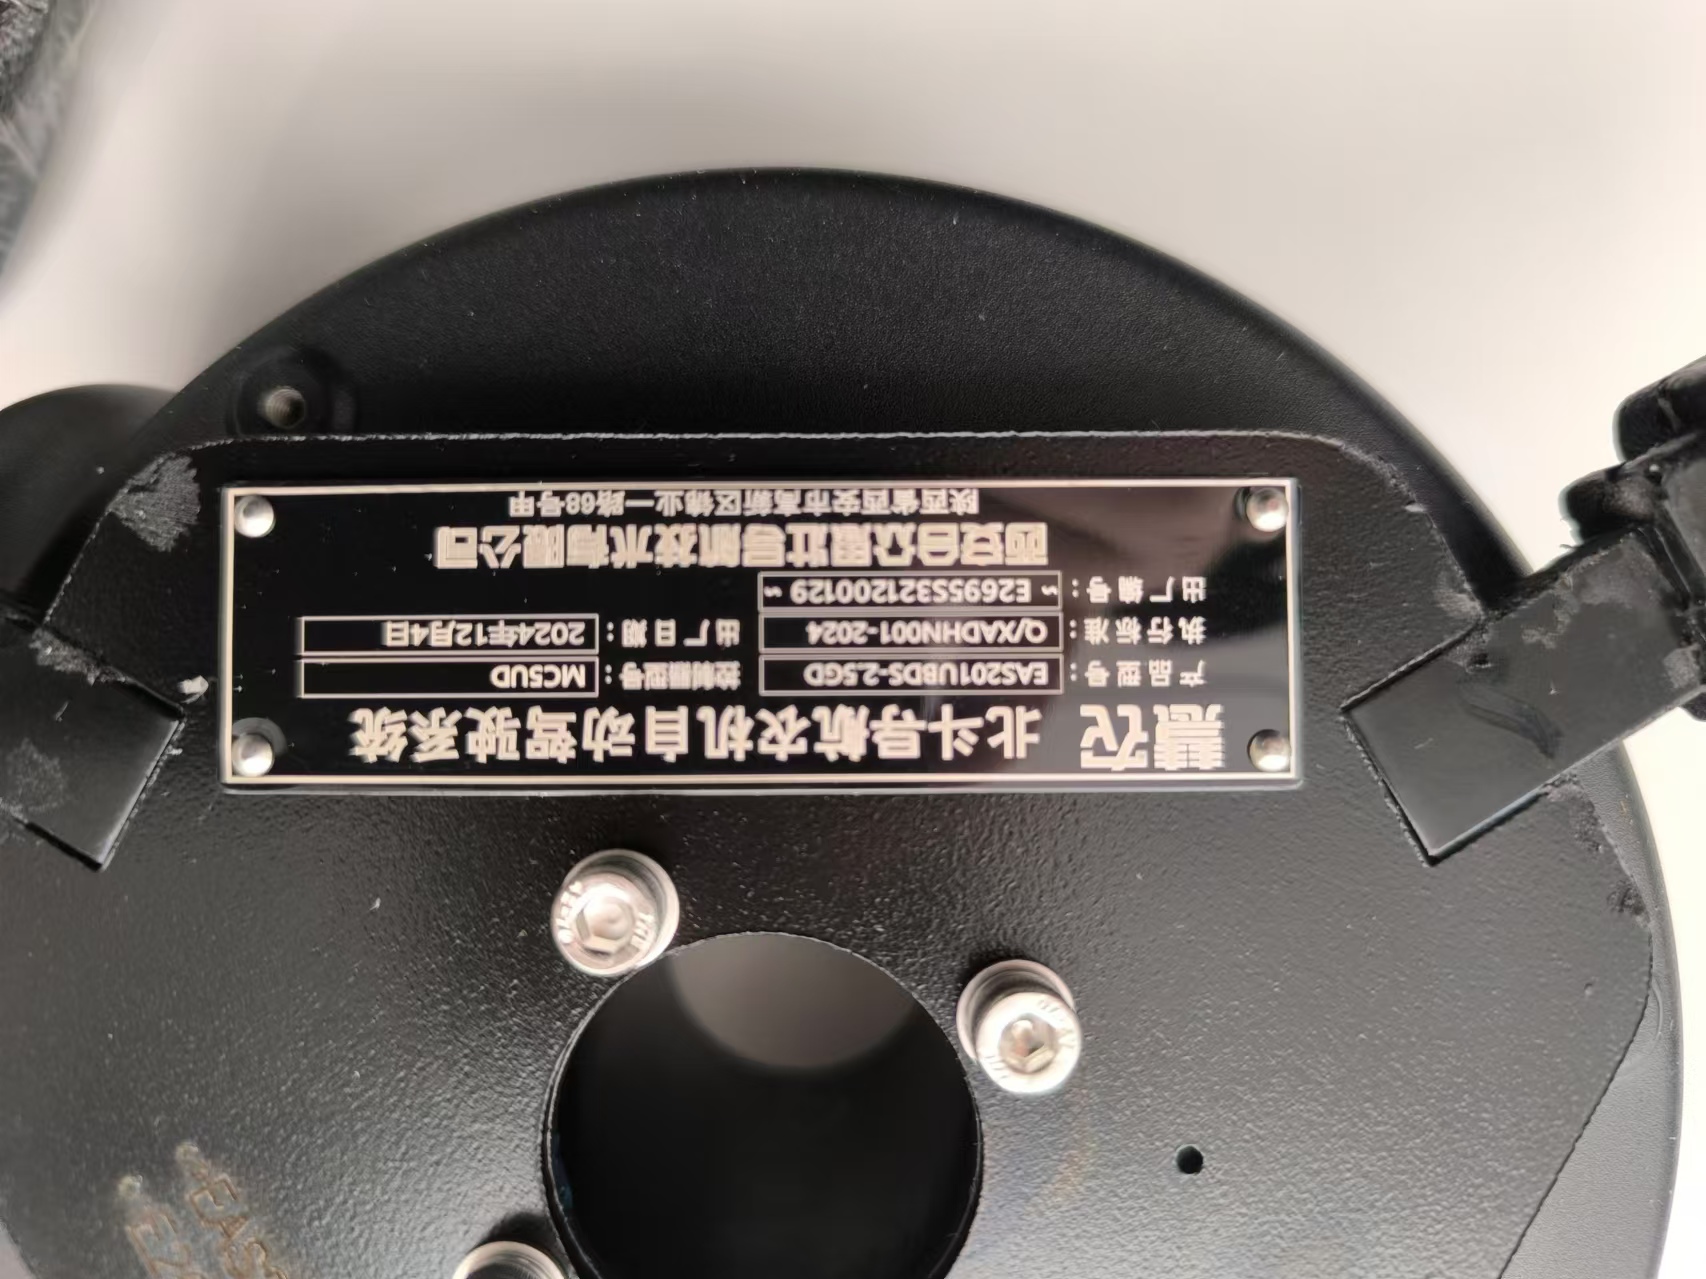 慧农 北斗导航农机自动驾驶系统
产品型号： EAS201UBDS-2.5GD 控制器型号： MC5UD
执行标准： Q/XADHN001-2024 出厂日期： 2024年12月4日
出厂编号： ~ E2695S321200129 ~
西安合众思壮导航技术有限公司
陕西省西安市高新区锦业一路68号甲